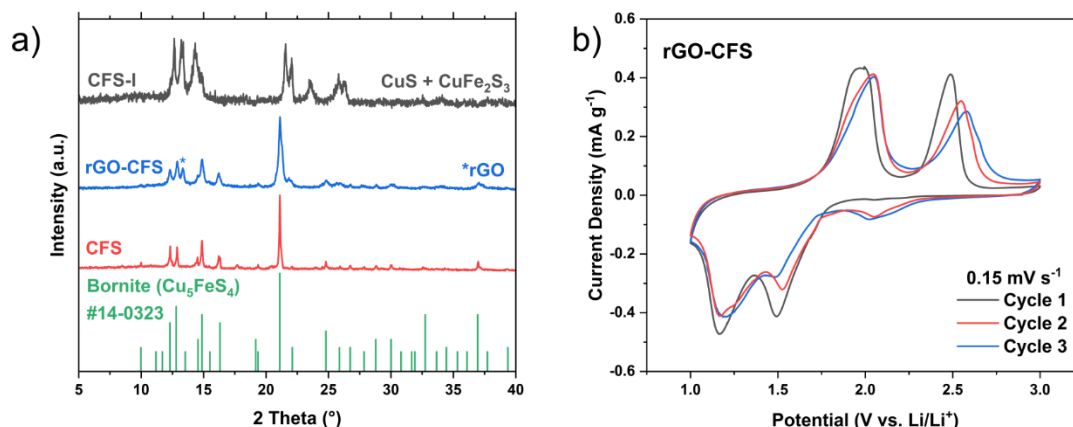 a)
CFS-I
CuS + CuFe₂S₃
rGO-CFS
*
*rGO
CFS
Bornite (Cu₅FeS₄)
#14-0323
Intensity (a.u.)
5 10 15 20 25 30 35 40
2 Theta (°)
b)
rGO-CFS
0.6
0.4
0.2
0.0
-0.2
-0.4
-0.6
Current Density (mA g⁻¹)
0.15 mV s⁻¹
Cycle 1
Cycle 2
Cycle 3
1.0 1.5 2.0 2.5 3.0
Potential (V vs. Li/Li⁺)